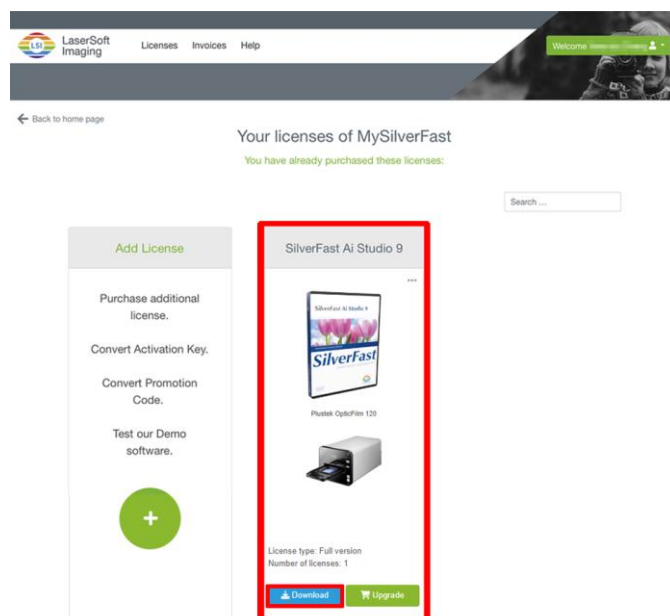 LSI
LaserSoft
Imaging
Licenses Invoices Help
Welcome
Back to home page
Your licenses of MySilverFast
You have already purchased these licenses:
Search ...
Add License
Purchase additional
license.
Convert Activation Key.
Convert Promotion
Code.
Test our Demo
software.
+
SilverFast Ai Studio 9
...
SilverFast Ai Studio 9
SilverFast
Plustek OpticFilm 120
License type: Full version
Number of licenses: 1
Download
Upgrade